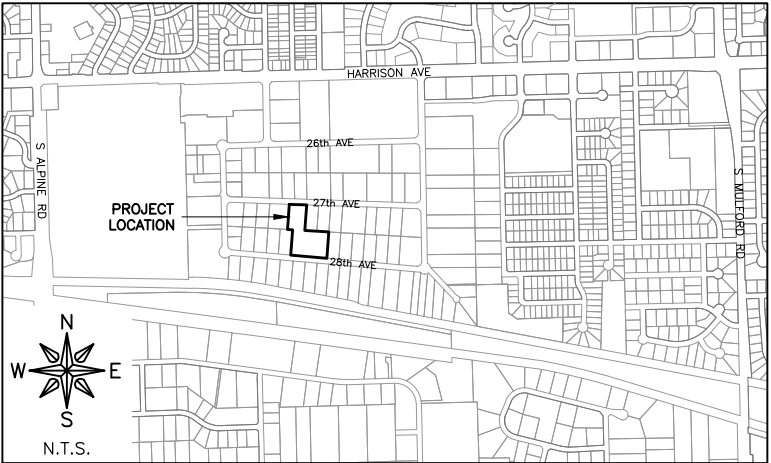 HARRISON AVE
26th AVE
S ALPINE RD
S MULFORD RD
27th AVE
PROJECT
LOCATION
28th AVE
N
W
E
S
N.T.S.